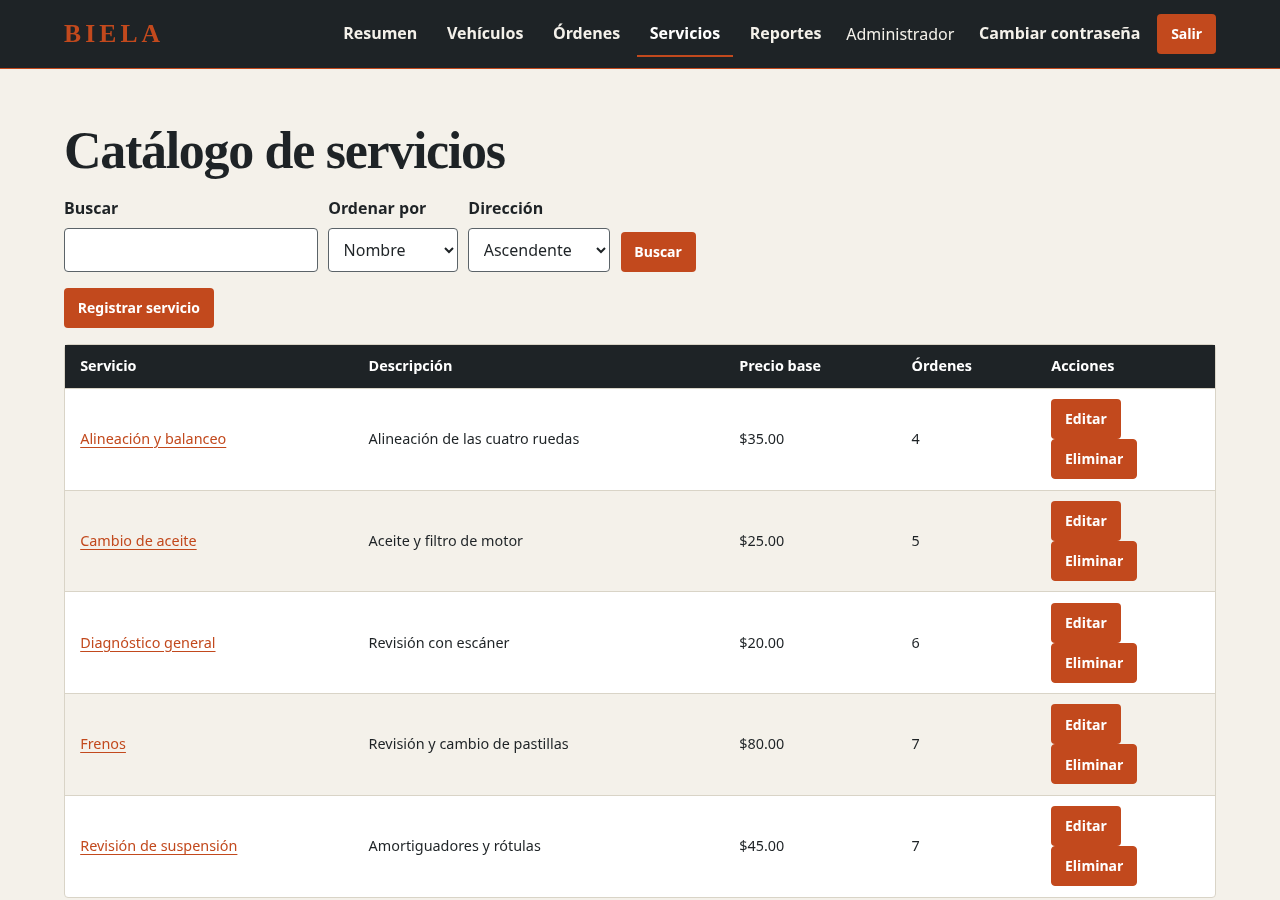 BIELA Resumen Vehículos Órdenes Servicios Reportes Administrador Cambiar contraseña Salir
Catálogo de servicios
Buscar Ordenar por Dirección
Nombre Ascendente Buscar
Registrar servicio
Servicio Descripción Precio base Órdenes Acciones
Alineación y balanceo Alineación de las cuatro ruedas $35.00 4 Editar
Eliminar
Cambio de aceite Aceite y filtro de motor $25.00 5 Editar
Eliminar
Diagnóstico general Revisión con escáner $20.00 6 Editar
Eliminar
Frenos Revisión y cambio de pastillas $80.00 7 Editar
Eliminar
Revisión de suspensión Amortiguadores y rótulas $45.00 7 Editar
Eliminar